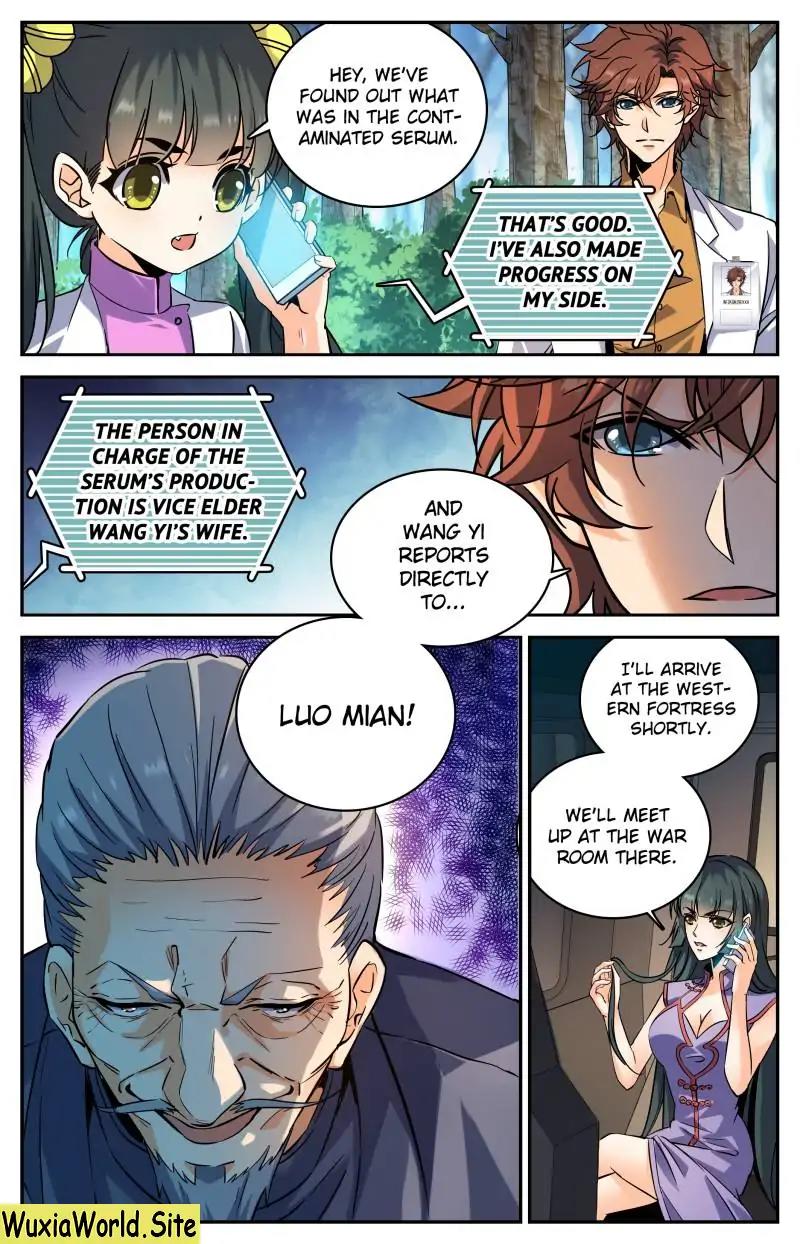 HEY, WE'VE
FOUND OUT WHAT
WAS IN THE CONT-
AMINATED SERUM.
THAT'S GOOD.
I'VE ALSO MADE
PROGRESS ON
MY SIDE.
THE PERSON IN
CHARGE OF THE
SERUM'S PRODUC-
TION IS VICE ELDER
WANG YI'S WIFE.
AND
WANG YI
REPORTS
DIRECTLY
TO...
LUO MIAN!
I'LL ARRIVE
AT THE WEST-
ERN FORTRESS
SHORTLY.
WE'LL MEET
UP AT THE WAR
ROOM THERE.
WuxiaWorld.Site